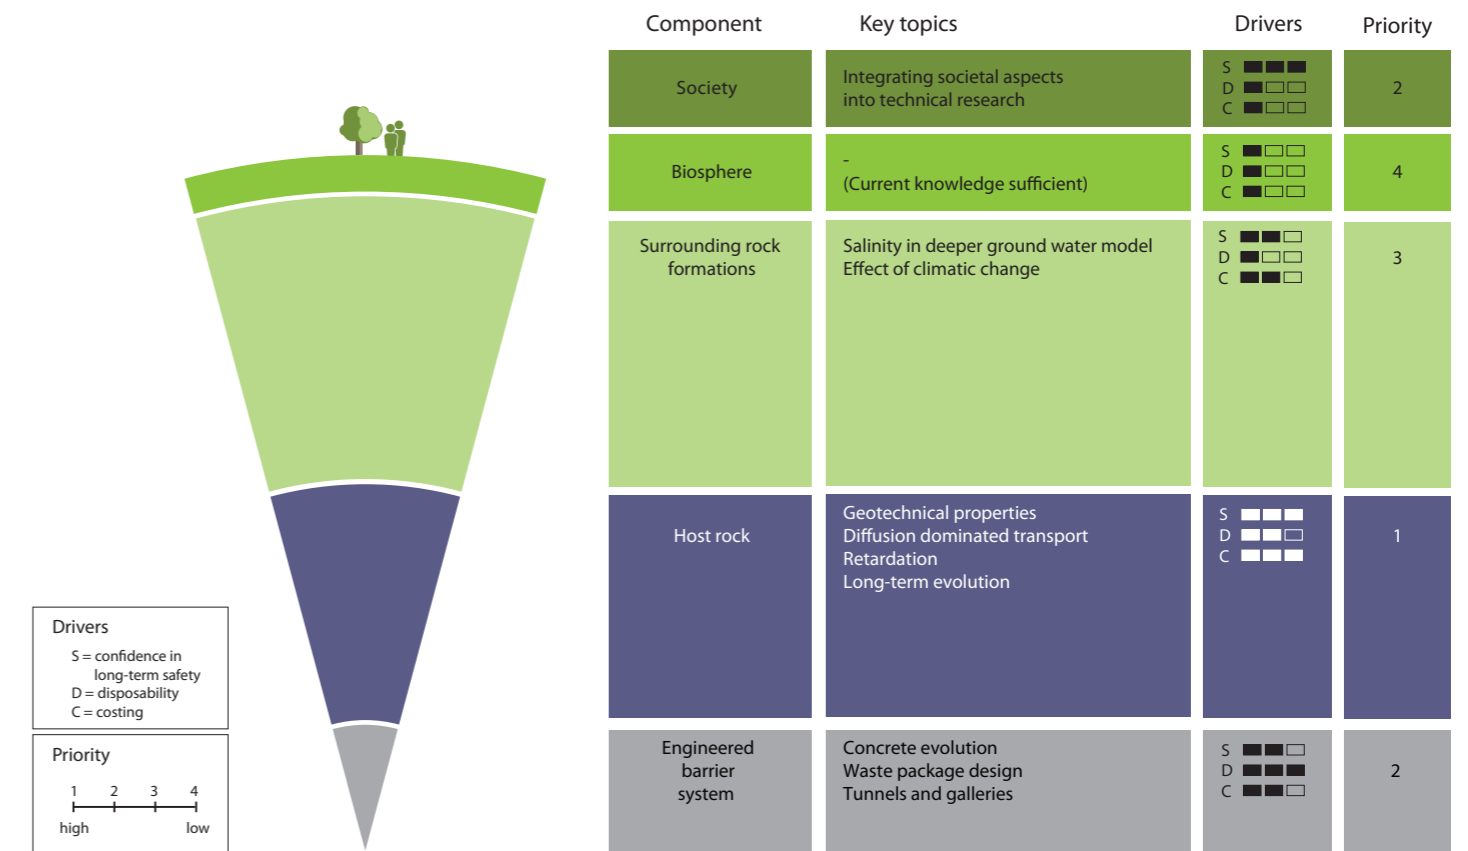 Component Key topics Drivers Priority
Society
Integrating societal aspects
into technical research
S
D
C
2
Biosphere
-
(Current knowledge sufficient)
S
D
C
4
Surrounding rock
formations
Salinity in deeper ground water model
Effect of climatic change
S
D
C
3
Host rock
Geotechnical properties
Diffusion dominated transport
Retardation
Long-term evolution
S
D
C
1
Engineered
barrier
system
Concrete evolution
Waste package design
Tunnels and galleries
S
D
C
2
Drivers
S = confidence in
long-term safety
D = disposability
C = costing
Priority
1 2 3 4
high low